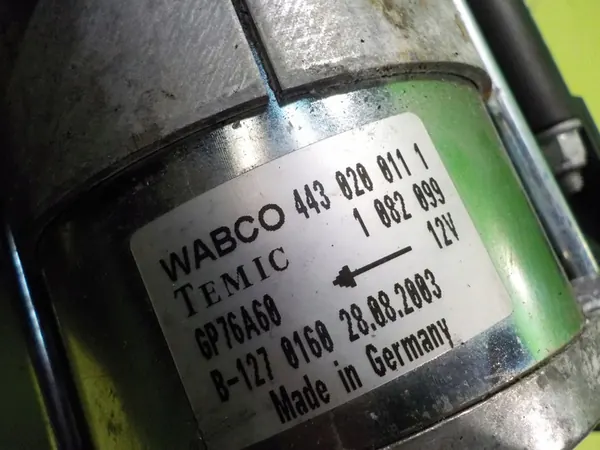 WABCO 443 020 011 1
TEMIC 1 082 099
GP76A60 12V
B-127 0160 28.08.2003
Made in Germany